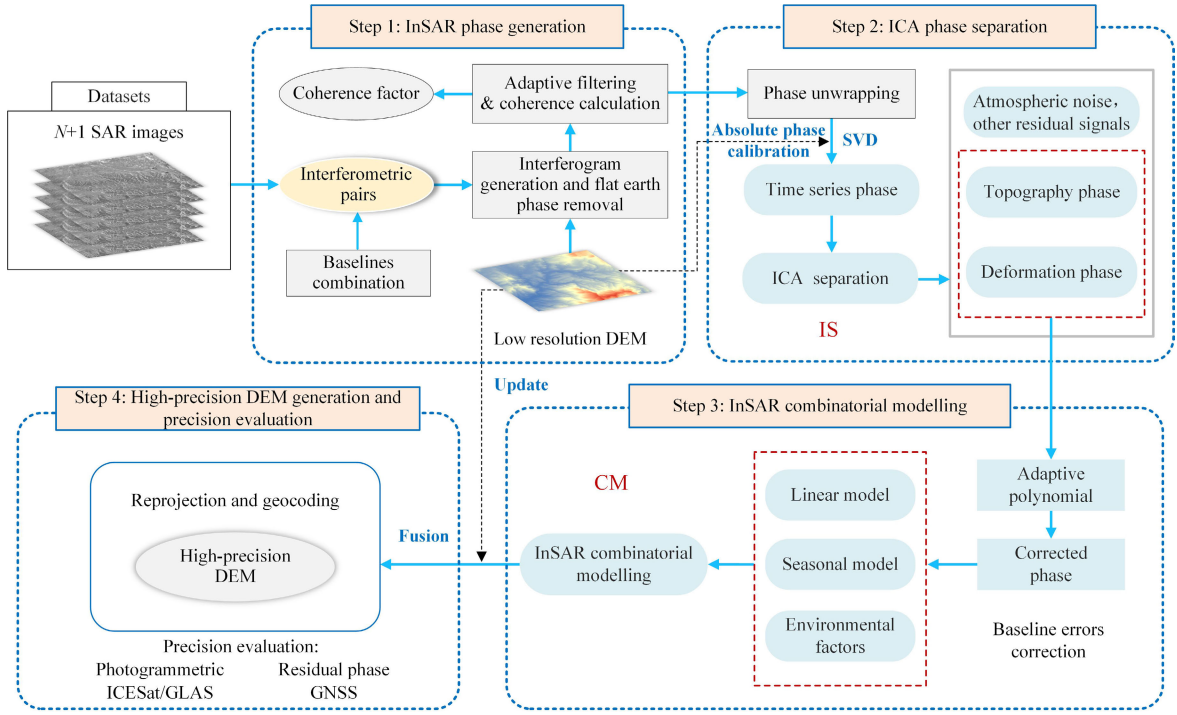 Step 1: InSAR phase generation
Step 2: ICA phase separation
Datasets
N+1 SAR images
Coherence factor
Adaptive filtering
& coherence calculation
Interferometric
pairs
Interferogram
generation and flat earth
phase removal
Baselines
combination
Low resolution DEM
Phase unwrapping
Absolute phase
calibration
SVD
Time series phase
ICA separation
IS
Atmospheric noise,
other residual signals
Topography phase
Deformation phase
Update
Step 4: High-precision DEM generation and
precision evaluation
Reprojection and geocoding
High-precision
DEM
Precision evaluation:
Photogrammetric
Residual phase
ICESat/GLAS
GNSS
Fusion
Step 3: InSAR combinatorial modelling
CM
InSAR combinatorial
modelling
Linear model
Seasonal model
Environmental
factors
Adaptive
polynomial
Corrected
phase
Baseline errors
correction